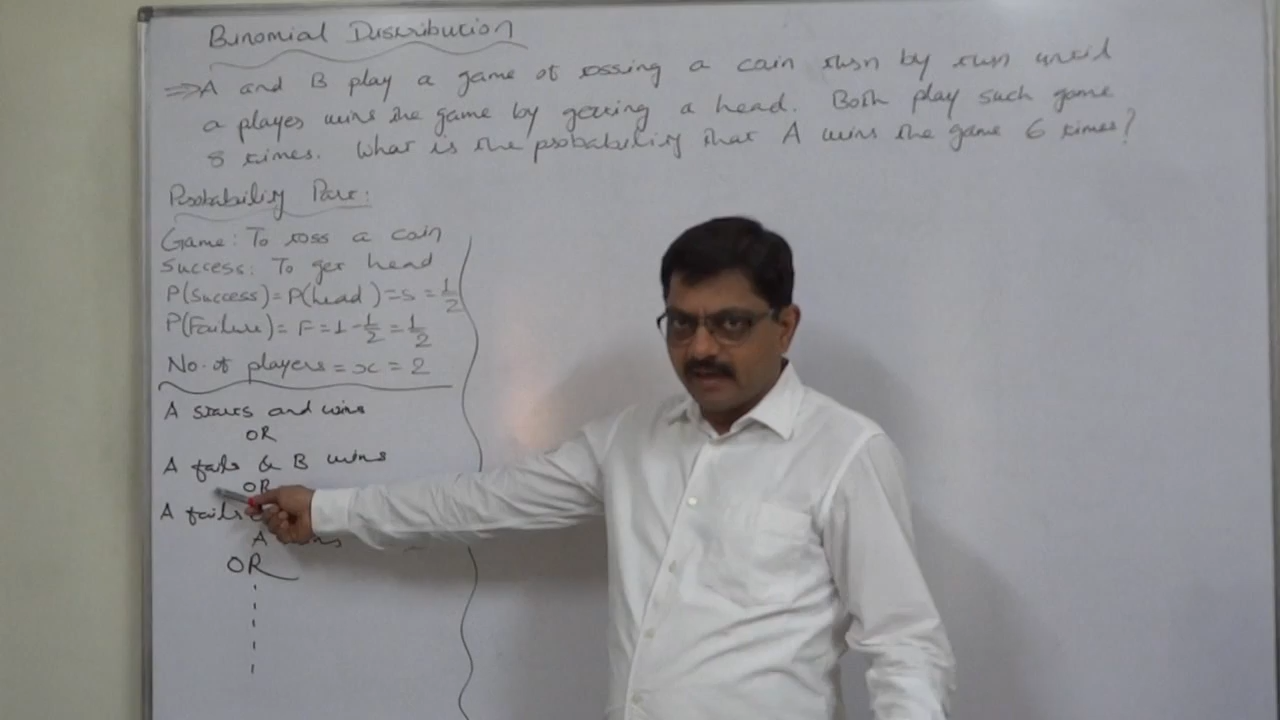 Binomial Distribution
⇒ A and B play a game of tossing a coin turn by turn until
a players wins the game by getting a head. Both play such game
8 times. What is the probability that A wins the game 6 times?
Probability Part:
Game: To toss a coin
Success: To get head
P(Success) = P(head) = S = 1/2
P(Failure) = F = 1 - 1/2 = 1/2
No. of players = x = 2
A starts and wins
OR
A fails & B wins
OR
A fails
A
OR